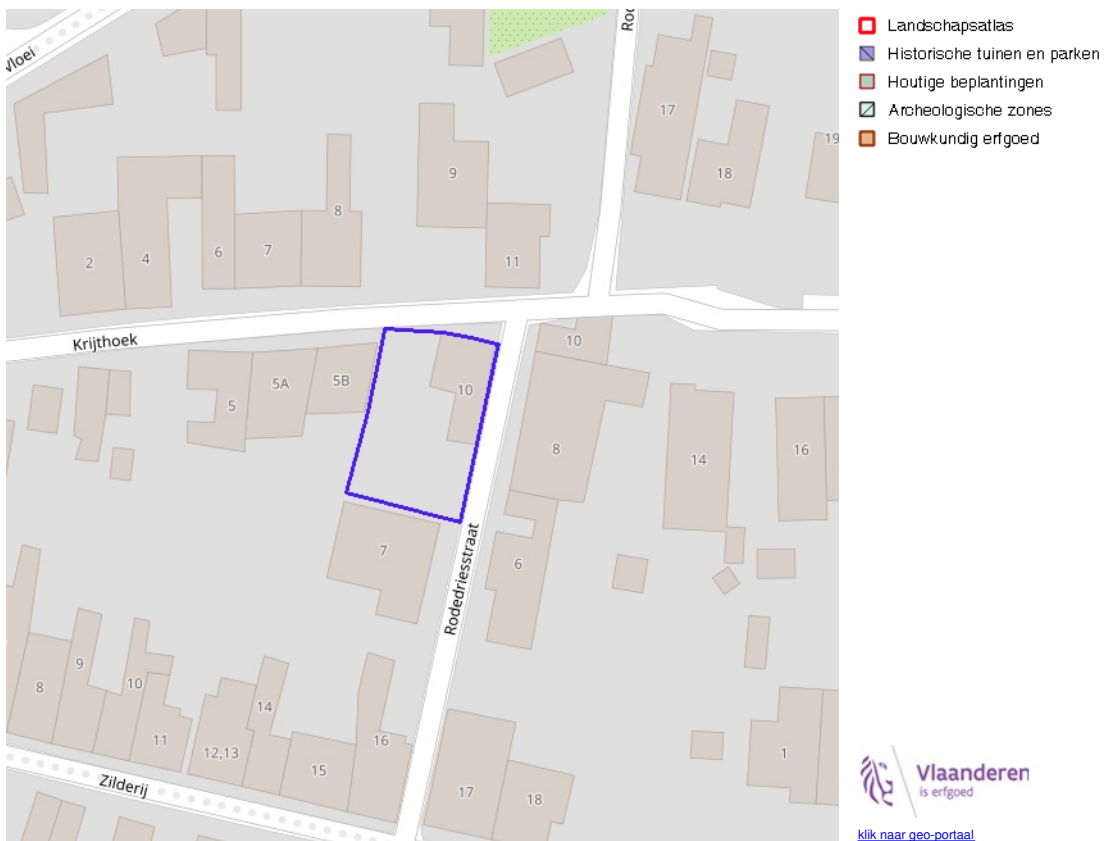 Landschapsatlas
Historische tuinen en parken
Houtige beplantingen
Archeologische zones
Bouwkundig erfgoed
Vloei
Roc
17
18
19
9
8
2
4
6
7
11
Krijthoek
10
5
5A
5B
10
8
14
16
7
6
Rodedriesstraat
8
9
10
11
12,13
14
15
16
Zilderij
17
18
1
Vlaanderen
is erfgoed
klik naar geo-portaal